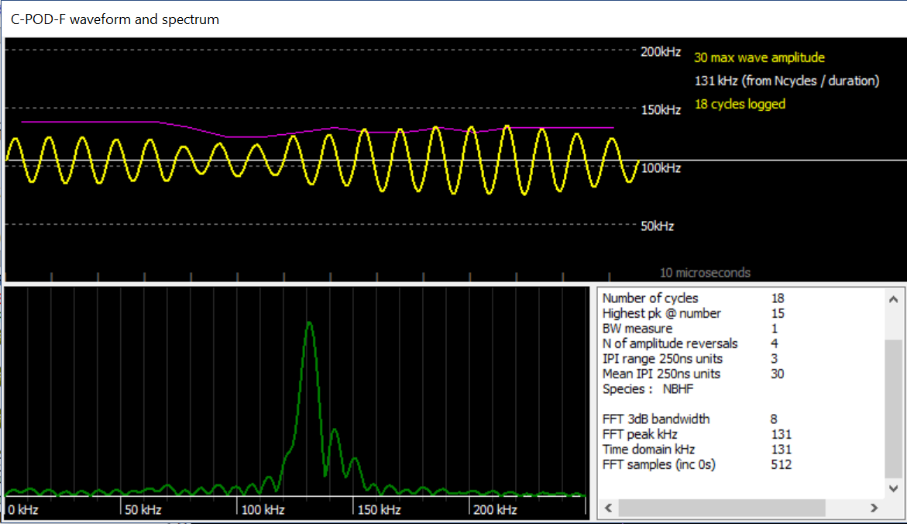 C-POD-F waveform and spectrum
200kHz
30 max wave amplitude
131 kHz (from Ncycles / duration)
150kHz
18 cycles logged
100kHz
50kHz
10 microseconds
Number of cycles 18
Highest pk @ number 15
BW measure 1
N of amplitude reversals 4
IPI range 250ns units 3
Mean IPI 250ns units 30
Species : NBHF
FFT 3dB bandwidth 8
FFT peak kHz 131
Time domain kHz 131
FFT samples (inc 0s) 512
0 kHz 50 kHz 100 kHz 150 kHz 200 kHz